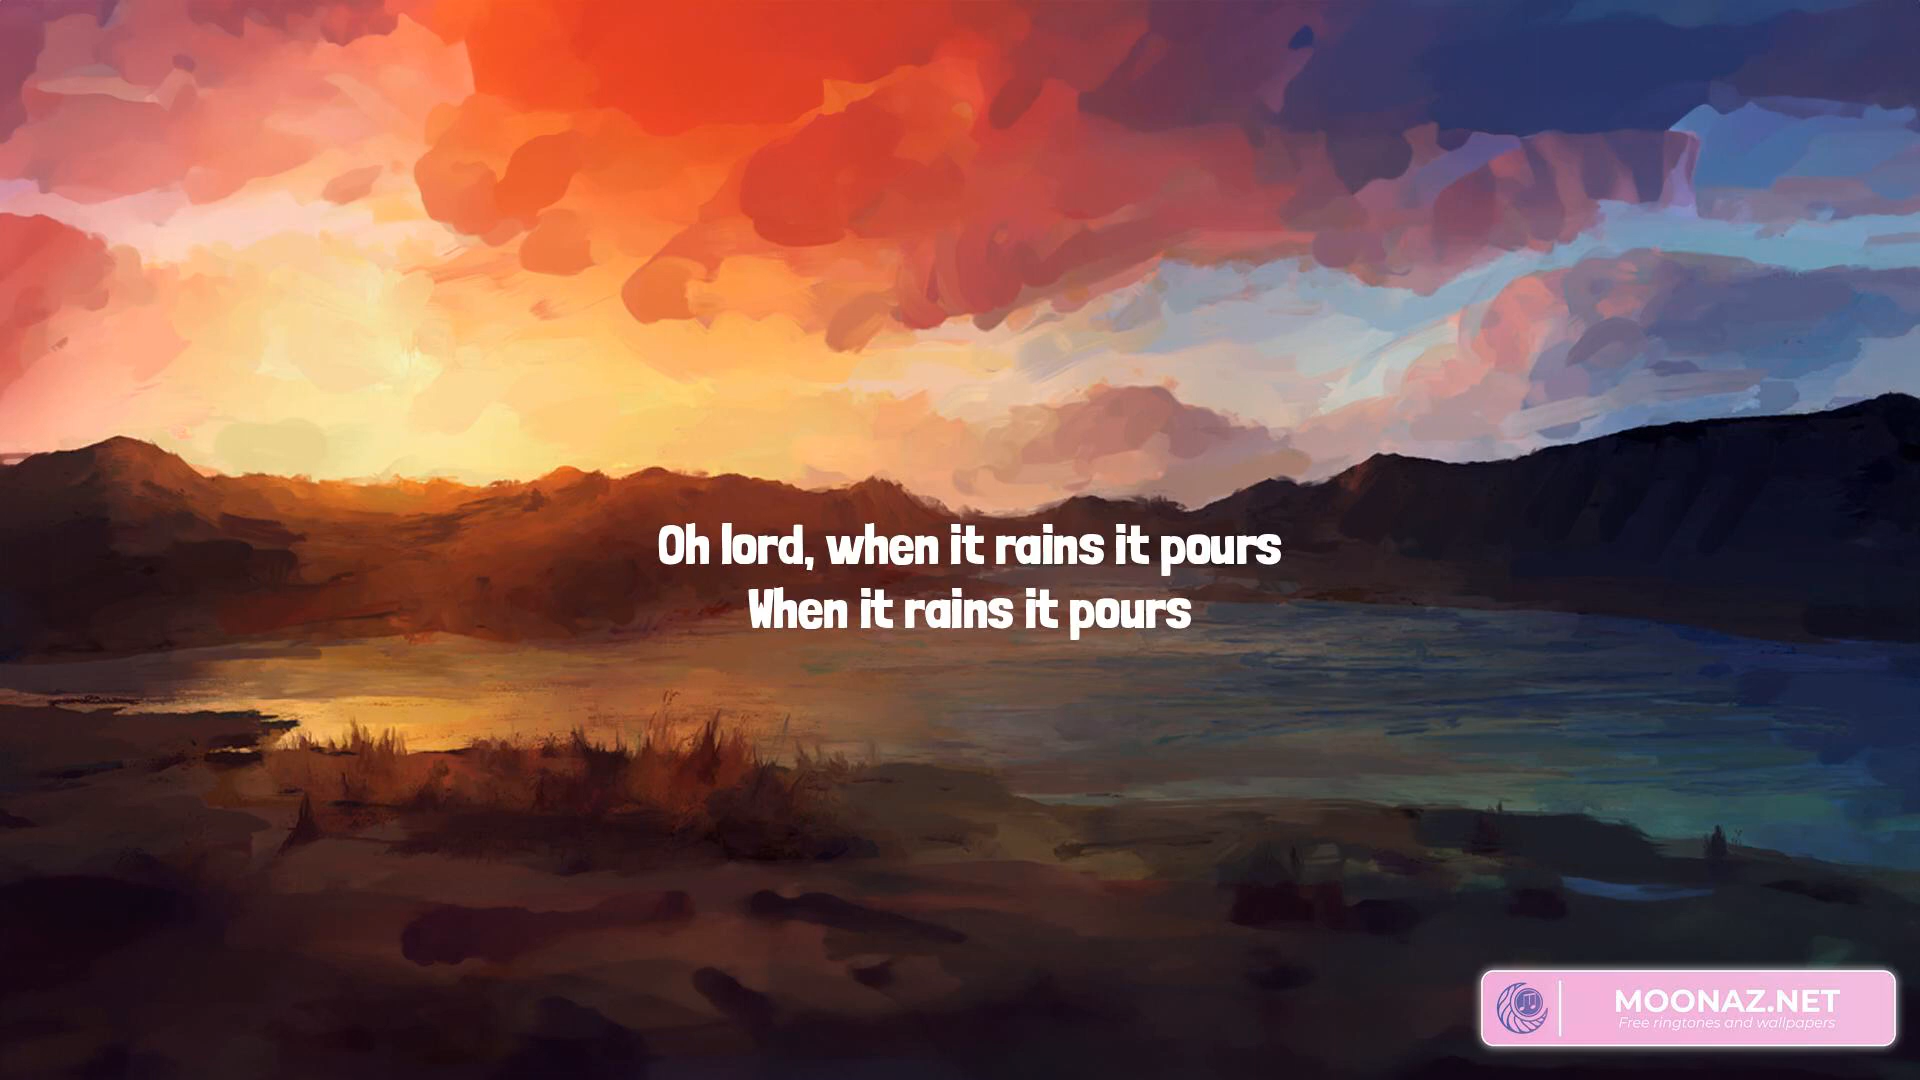 Oh lord, when it rains it pours
When it rains it pours
MOONAZ.NET
Free ringtones and wallpapers